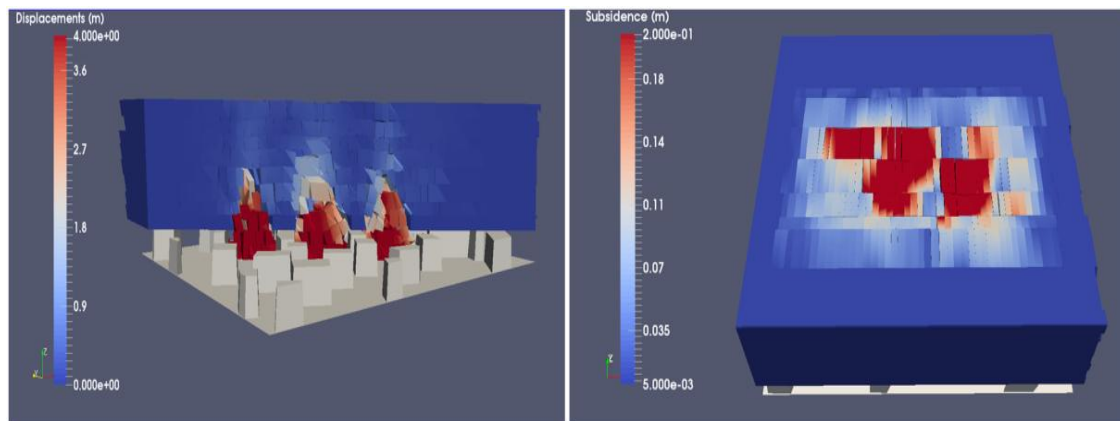 Displacements (m)
4.000e+00
3.6
2.7
1.8
0.9
0.000e+00
Z
Subsidence (m)
2.000e-01
0.18
0.14
0.11
0.07
0.035
5.000e-03